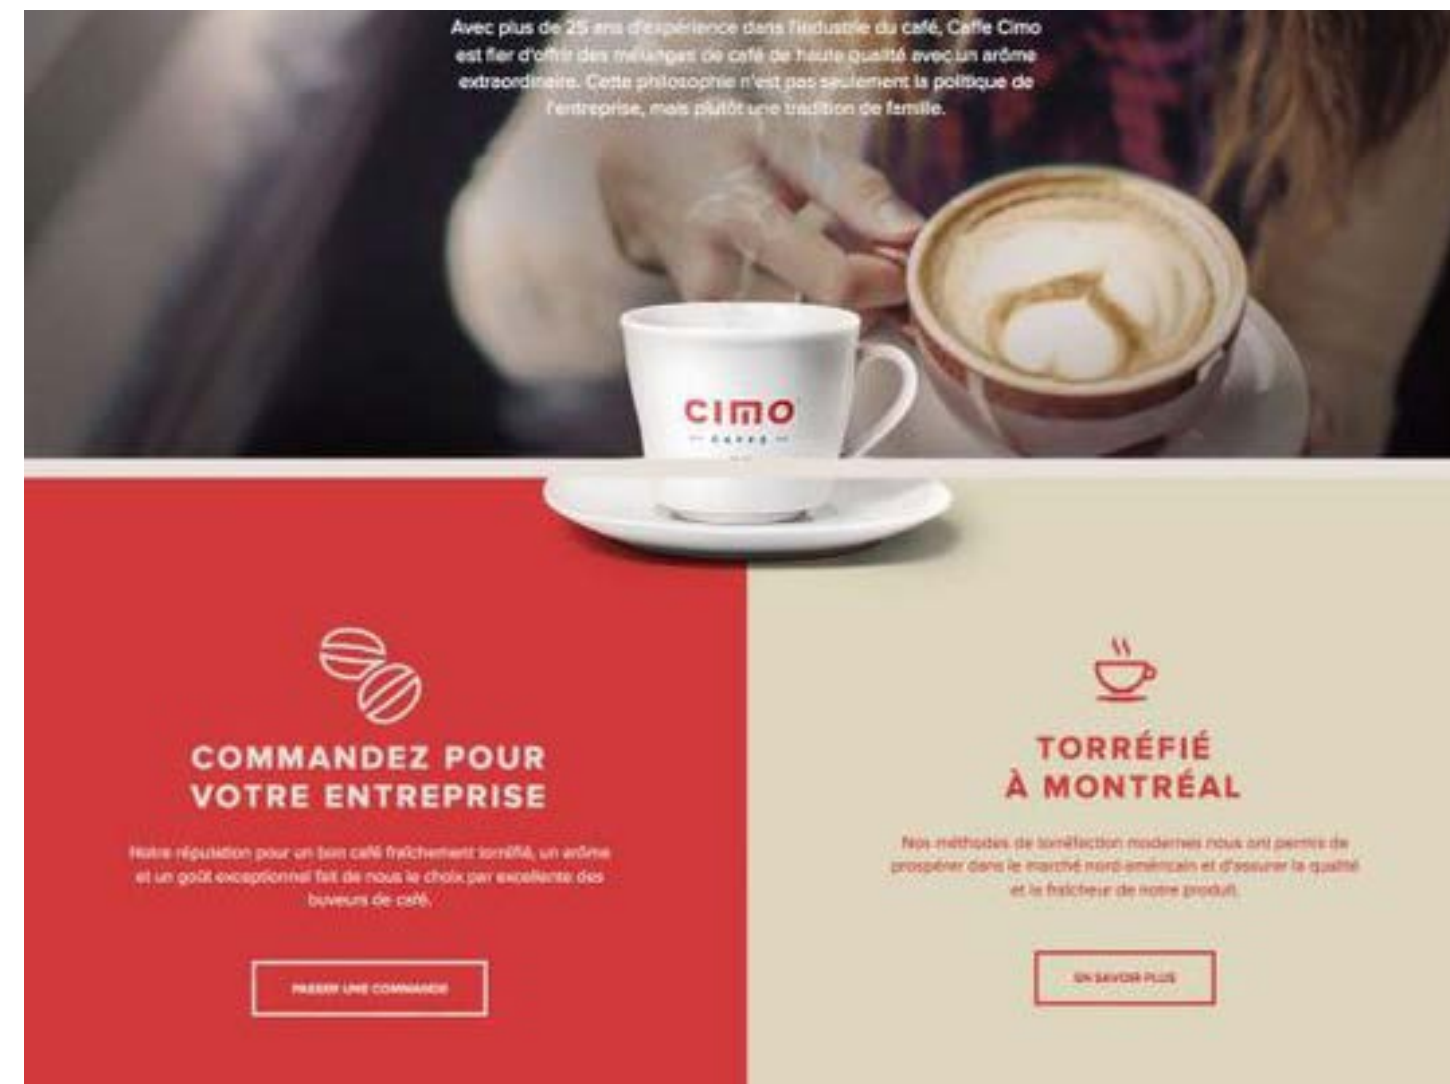 Avec plus de 25 ans d'expérience dans l'industrie du café, Caffe Cimo
est fier d'offrir des mélanges de café de haute qualité avec un arôme
extraordinaire. Cette philosophie n'est pas seulement la politique de
l'entreprise, mais plutôt une tradition de famille.
CIMO
CAFFÈ
COMMANDEZ POUR
VOTRE ENTREPRISE
Notre réputation pour un bon café fraîchement torréfié, un arôme
et un goût exceptionnel fait de nous le choix par excellente des
buveurs de café.
PASSER UNE COMMANDE
TORRÉFIÉ
À MONTRÉAL
Nos méthodes de torréfaction modernes nous ont permis de
prospérer dans le marché nord-américain et d'assurer la qualité
et la fraîcheur de notre produit.
EN SAVOIR PLUS